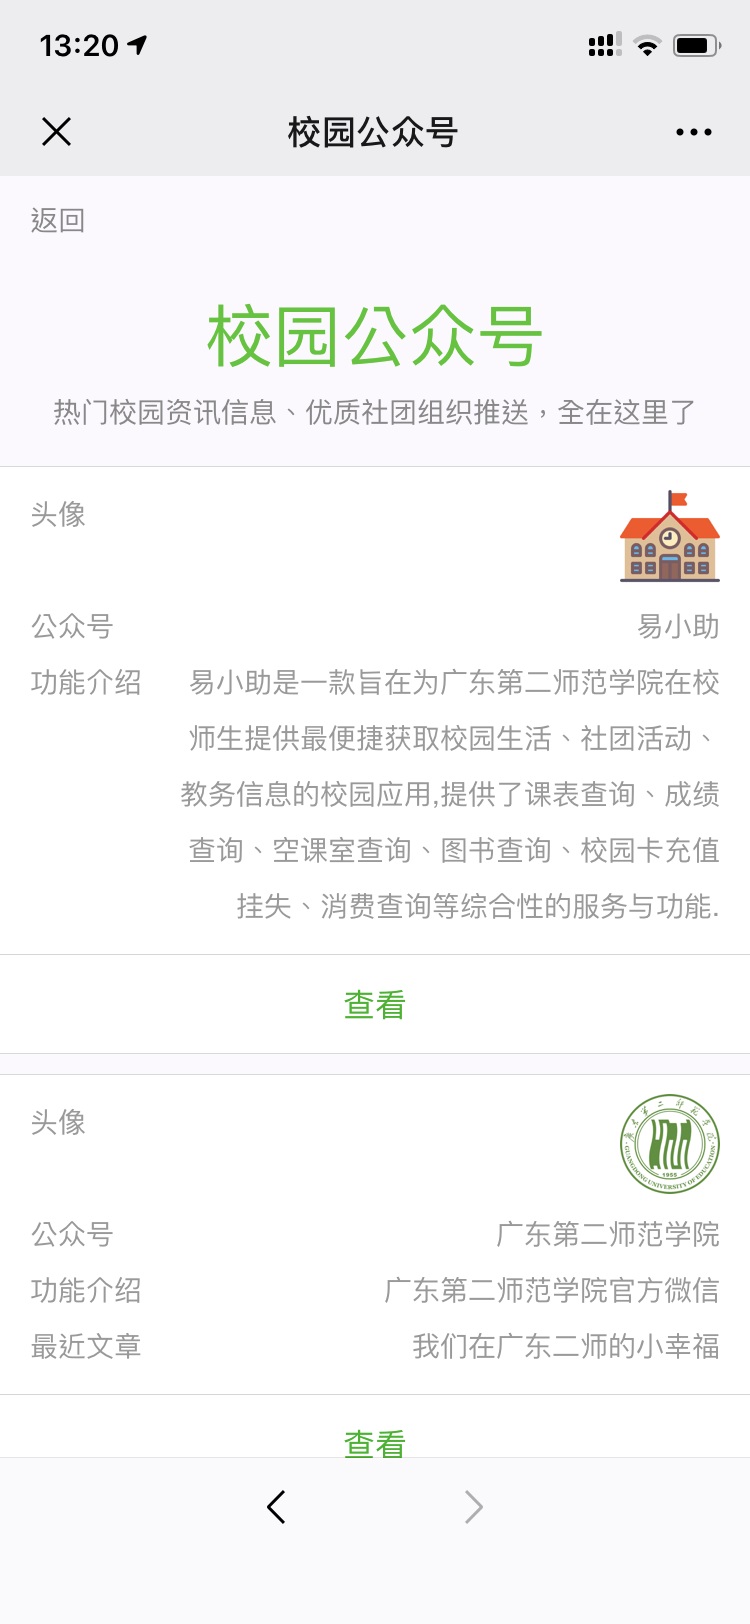 13:20
校园公众号
返回
校园公众号
热门校园资讯信息、优质社团组织推送，全在这里了
头像
公众号 易小助
功能介绍 易小助是一款旨在为广东第二师范学院在校
师生提供最便捷获取校园生活、社团活动、
教务信息的校园应用,提供了课表查询、成绩
查询、空课室查询、图书查询、校园卡充值
挂失、消费查询等综合性的服务与功能.
查看
头像
广东第二师范学院
GUANGDONG UNIVERSITY OF EDUCATION
1955
公众号 广东第二师范学院
功能介绍 广东第二师范学院官方微信
最近文章 我们在广东二师的小幸福
查看